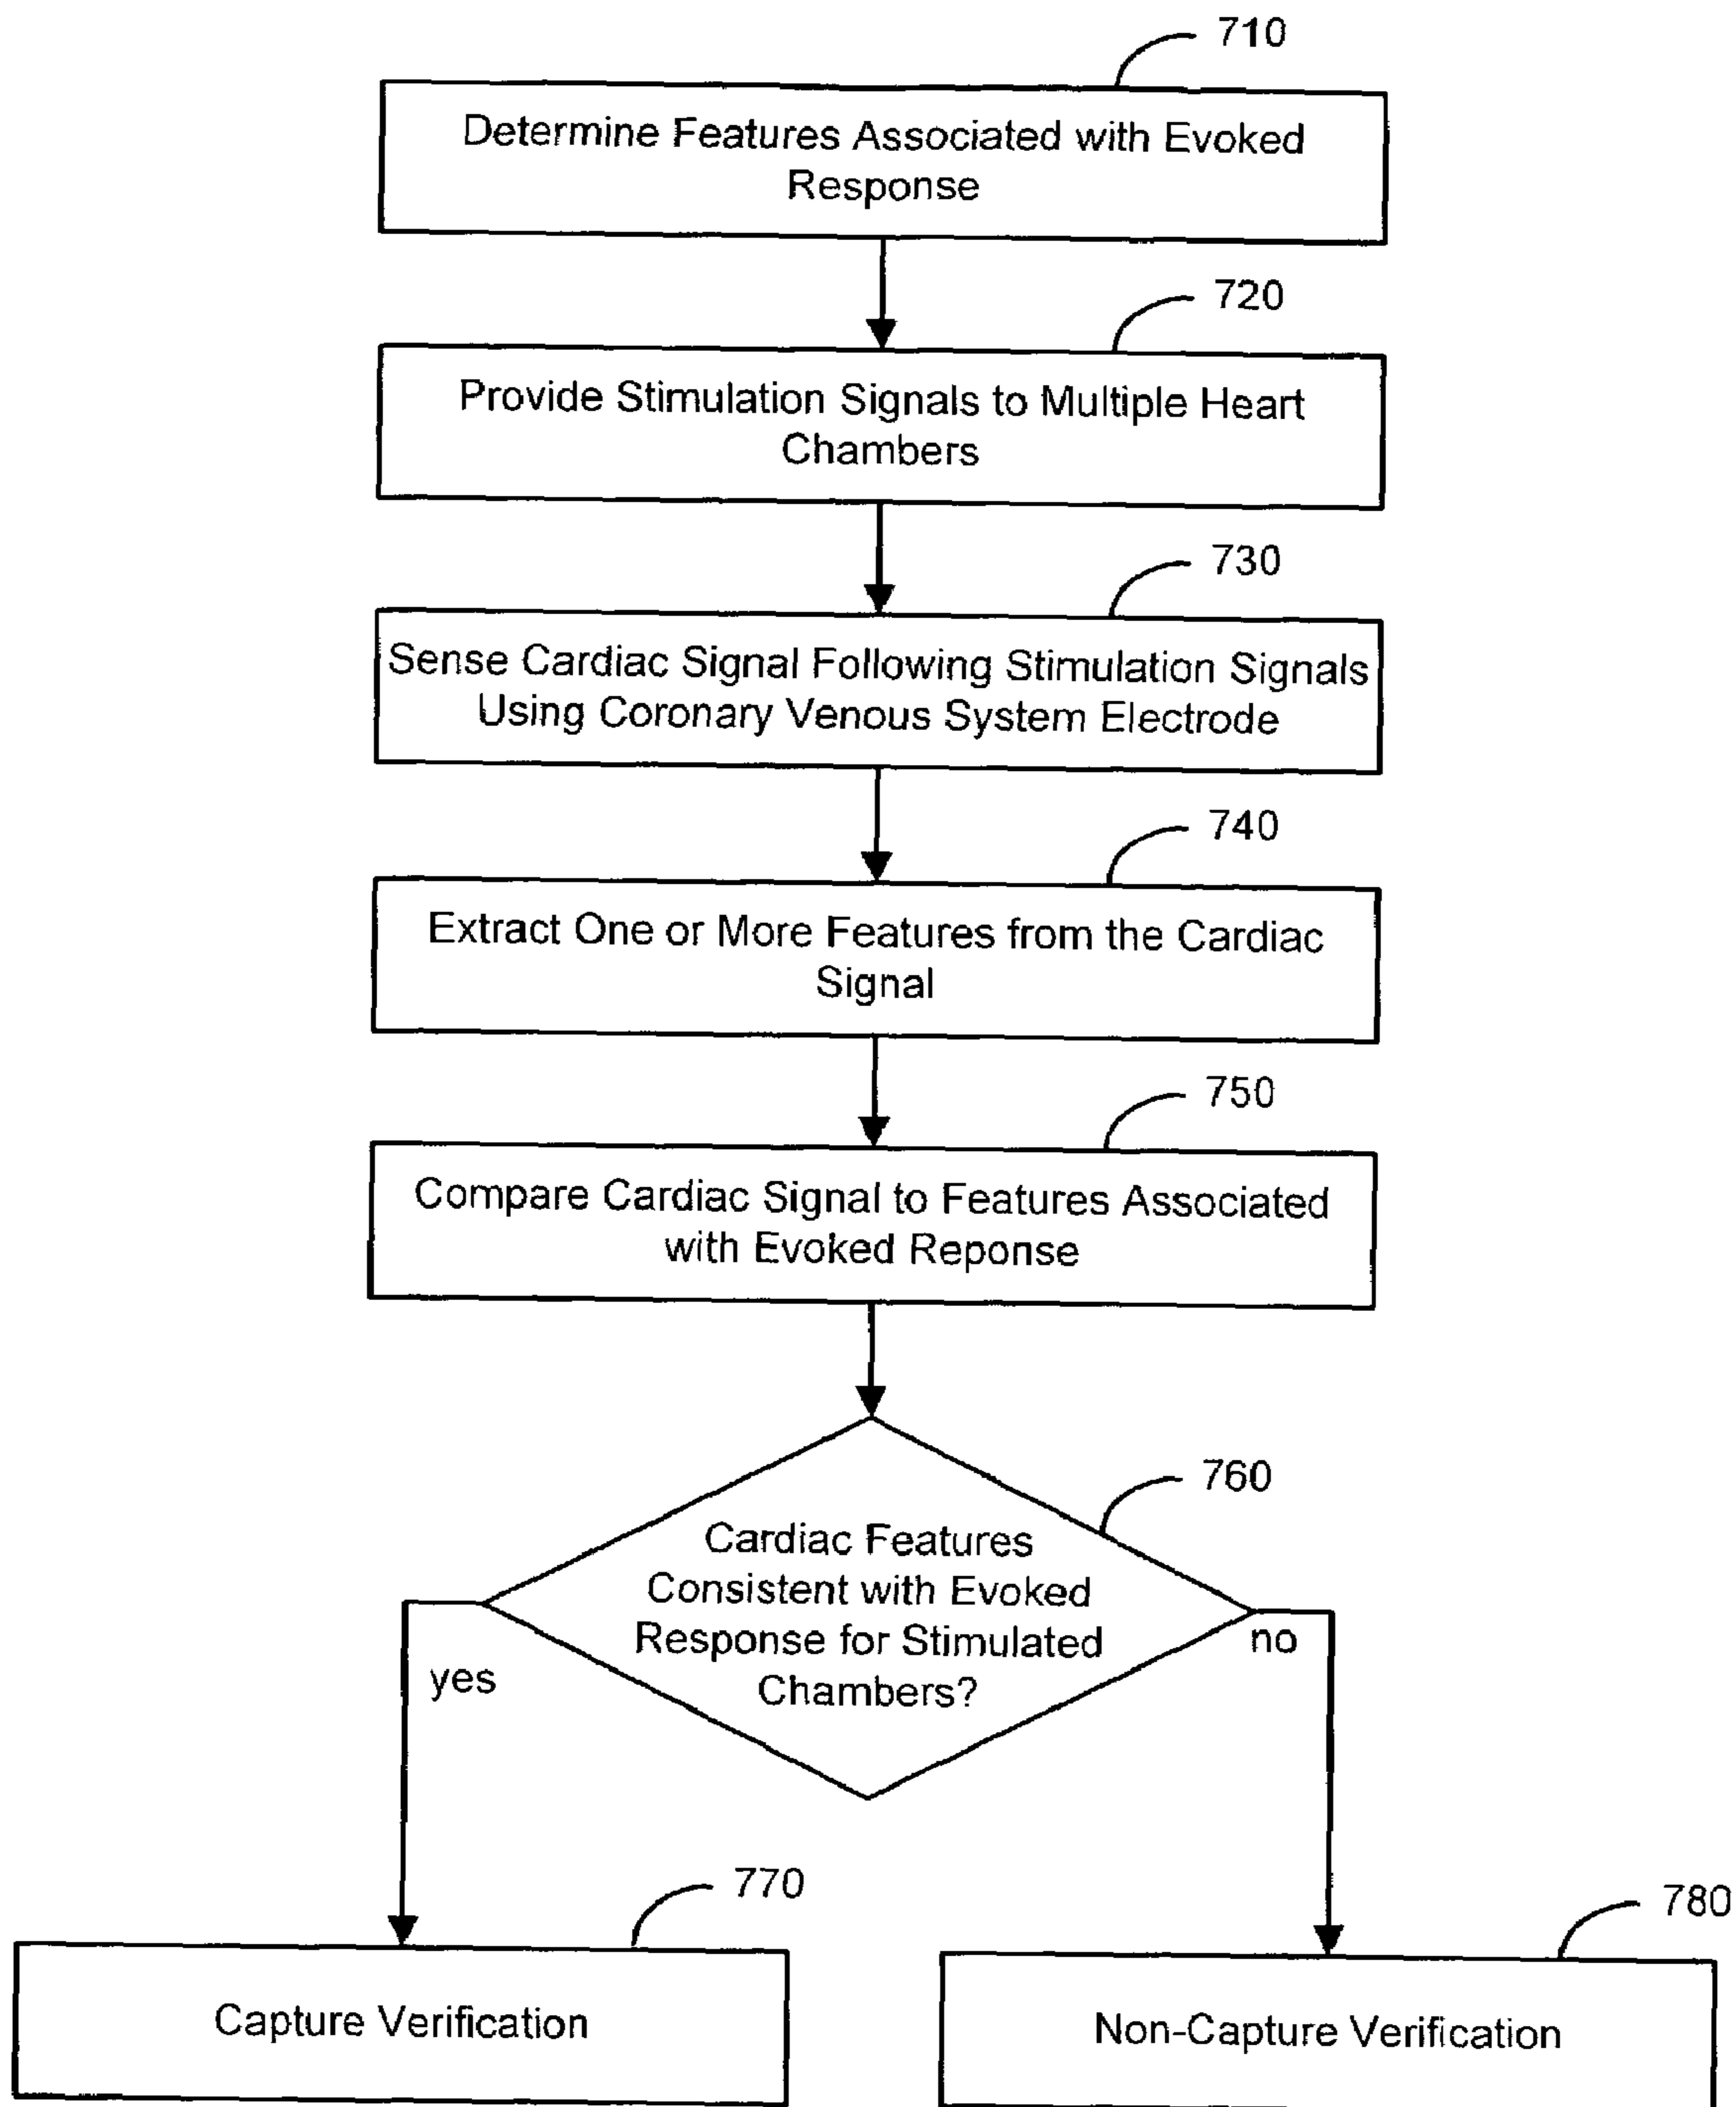 710
Determine Features Associated with Evoked
Response
720
Provide Stimulation Signals to Multiple Heart
Chambers
730
Sense Cardiac Signal Following Stimulation Signals
Using Coronary Venous System Electrode
740
Extract One or More Features from the Cardiac
Signal
750
Compare Cardiac Signal to Features Associated
with Evoked Reponse
760
Cardiac Features
Consistent with Evoked
Response for Stimulated
Chambers?
yes
no
770
Capture Verification
780
Non-Capture Verification